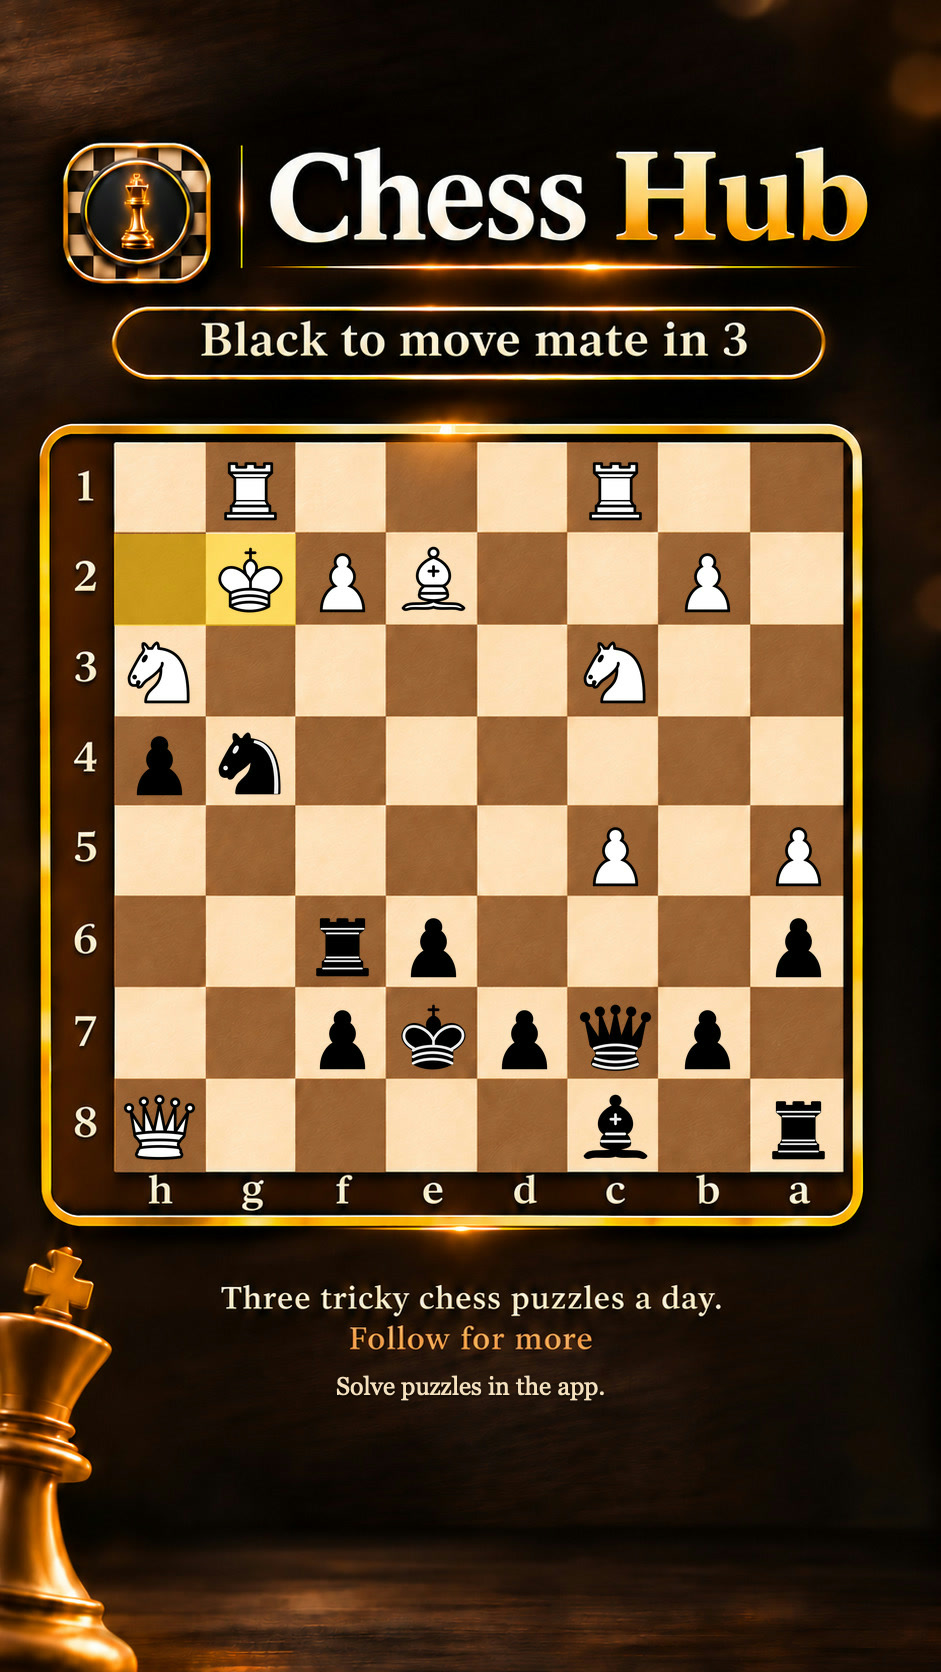 Chess Hub
Black to move mate in 3
1
2
3
4
5
6
7
8
h g f e d c b a
Three tricky chess puzzles a day.
Follow for more
Solve puzzles in the app.